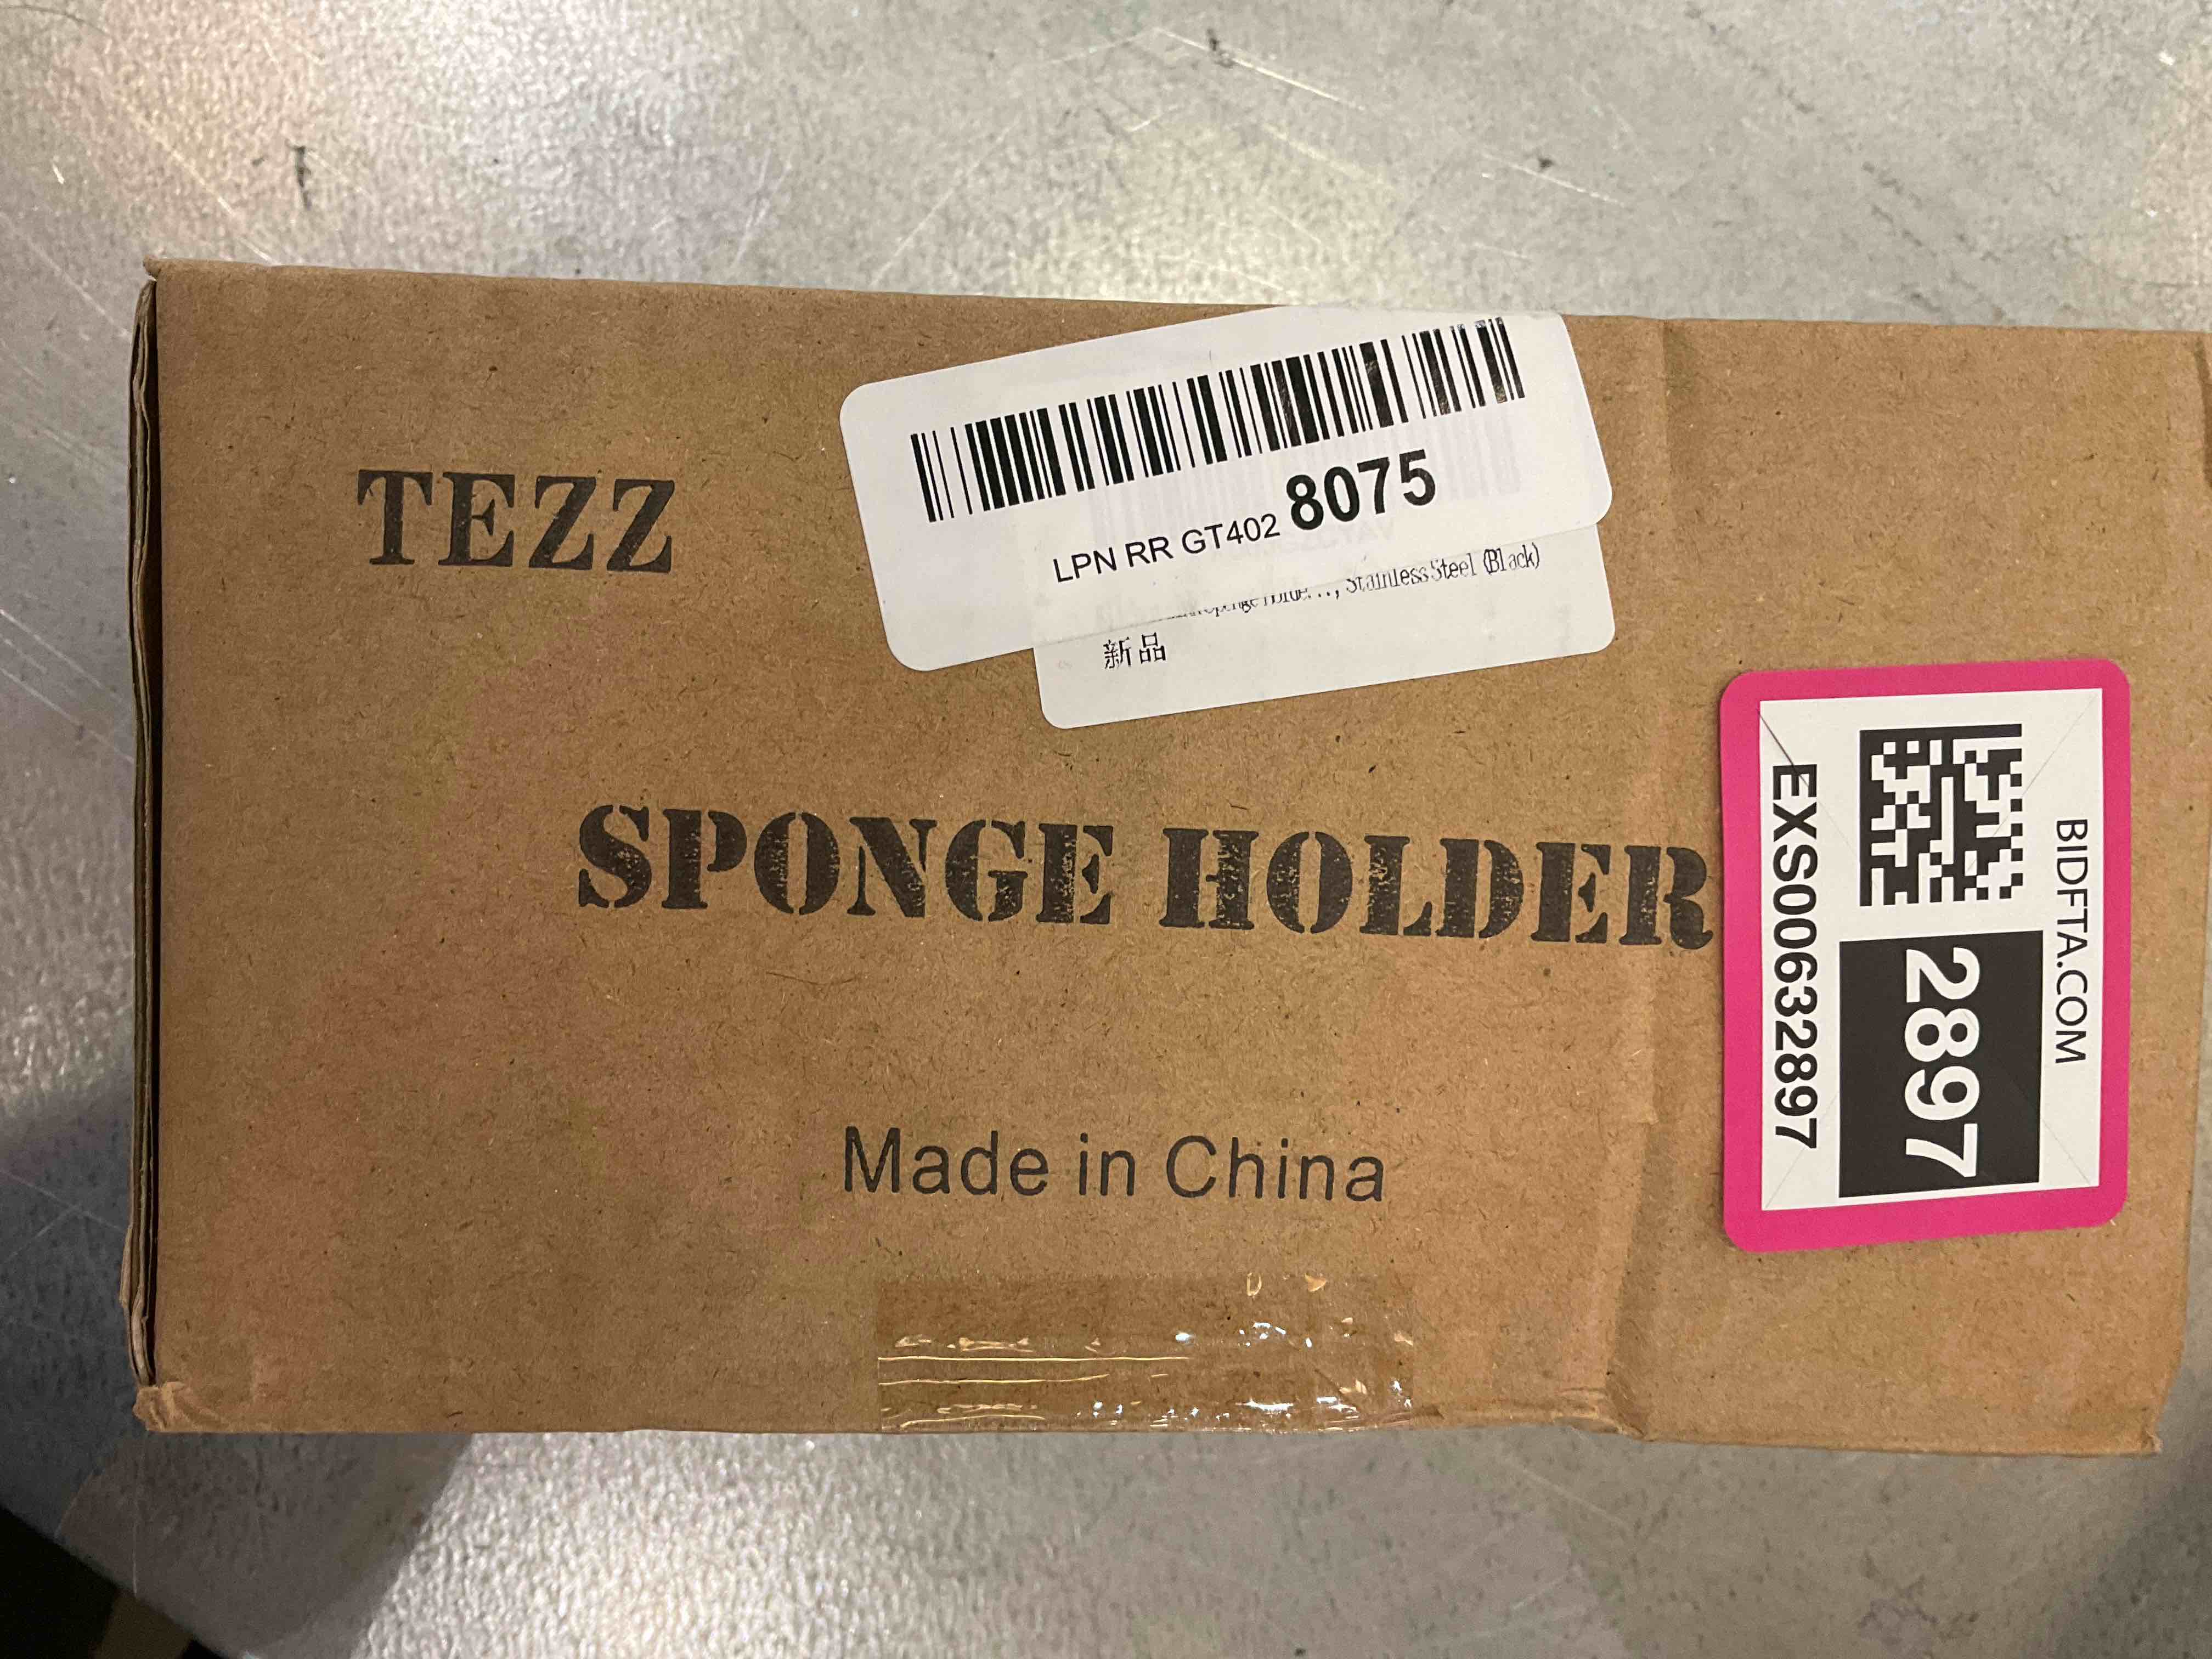 TEZZ
LPN RR GT402 8075
Stainless Steel (Black)
新品
SPONGE HOLDER
Made in China
BIDFTA.COM
2897
EXS00632897